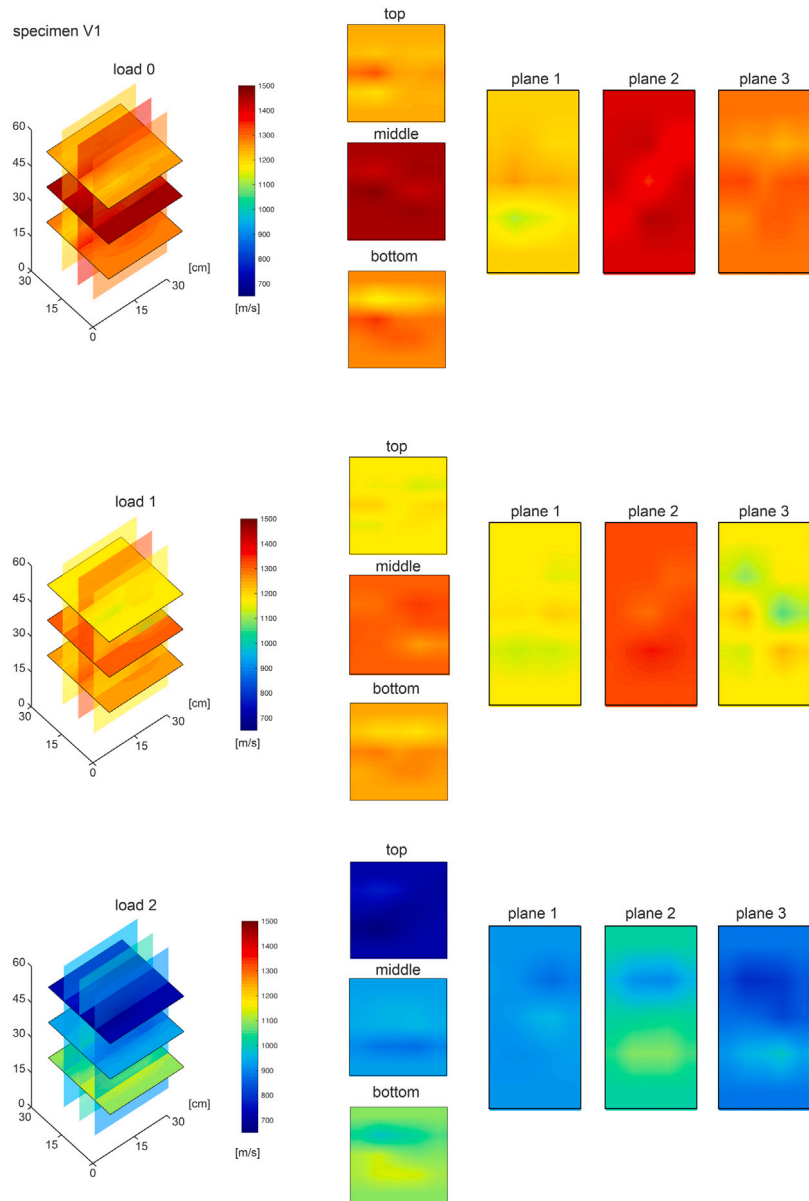 specimen V1
load 0
60
45
30
15
0
30
15
0
15
30
[cm]
1500
1400
1300
1200
1100
1000
900
800
700
[m/s]
top
middle
bottom
plane 1
plane 2
plane 3
load 1
60
45
30
15
0
30
15
0
15
30
[cm]
1500
1400
1300
1200
1100
1000
900
800
700
[m/s]
top
middle
bottom
plane 1
plane 2
plane 3
load 2
60
45
30
15
0
30
15
0
15
30
[cm]
1500
1400
1300
1200
1100
1000
900
800
700
[m/s]
top
middle
bottom
plane 1
plane 2
plane 3